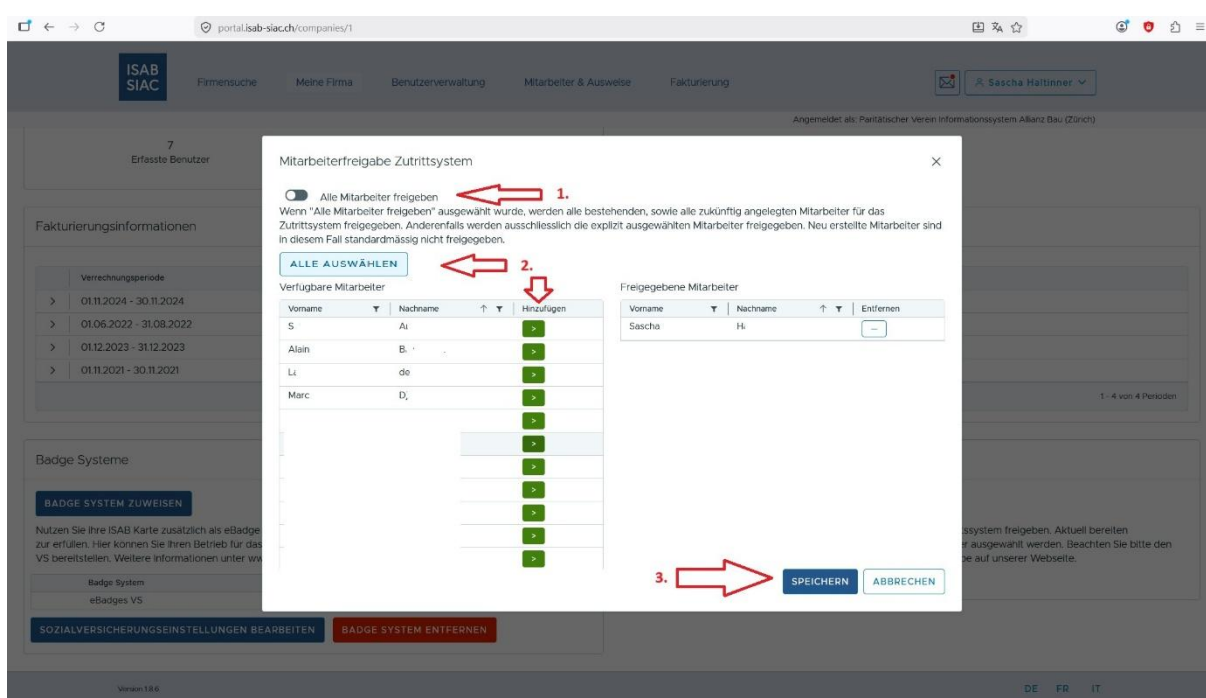 portal.isab-siac.ch/companies/1
ISAB
SIAC
Firmensuche Meine Firma Benutzerverwaltung Mitarbeiter & Ausweise Fakturierung Sascha Haltinner
Angemeldet als: Paritätischer Verein Informationssystem Allianz Bau (Zürich)
7
Erfasste Benutzer
Mitarbeiterfreigabe Zutrittsystem
Alle Mitarbeiter freigeben 1.
Wenn "Alle Mitarbeiter freigeben" ausgewählt wurde, werden alle bestehenden, sowie alle zukünftig angelegten Mitarbeiter für das
Zutrittsystem freigegeben. Anderenfalls werden ausschliesslich die explizit ausgewählten Mitarbeiter freigegeben. Neu erstellte Mitarbeiter sind
in diesem Fall standardmässig nicht freigegeben.
ALLE AUSWÄHLEN 2.
Verfügbare Mitarbeiter Freigegebene Mitarbeiter
Vorname Nachname Hinzufügen Vorname Nachname Entfernen
S Sascha
Alain B.
de
Marc D
3. SPEICHERN ABBRECHEN
Fakturierungsinformationen
Verrechnungsperiode
01.11.2024 - 30.11.2024
01.06.2022 - 31.08.2022
01.12.2023 - 31.12.2023
01.11.2021 - 30.11.2021
1 - 4 von 4 Perioden
Badge Systeme
BADGE SYSTEM ZUWEISEN
Nutzen Sie Ihre ISAB Karte zusätzlich als eBadge ssystem freigeben. Aktuell bereiten
zur erfüllen. Hier können Sie Ihren Betrieb für das er ausgewählt werden. Beachten Sie bitte den
VS bereitstellen. Weitere Informationen unter ww be auf unserer Webseite.
Badge System
eBadges VS
SOZIALVERSICHERUNGSEINSTELLUNGEN BEARBEITEN BADGE SYSTEM ENTFERNEN
Version 1.8.6 DE FR IT